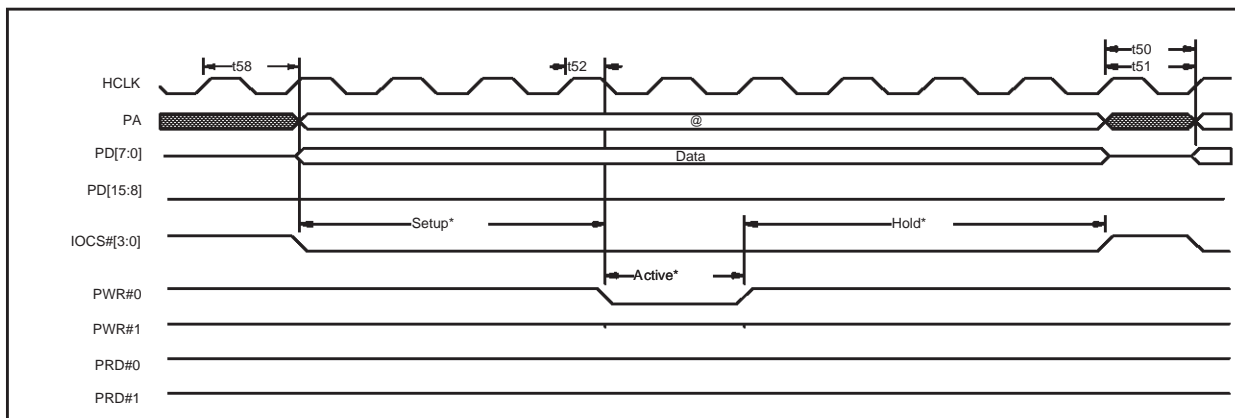 t50
t58
t52
t51
HCLK
PA
@
PD[7:0]
Data
PD[15:8]
Setup*
Hold*
IOCS#[3:0]
Active*
PWR#0
PWR#1
PRD#0
PRD#1